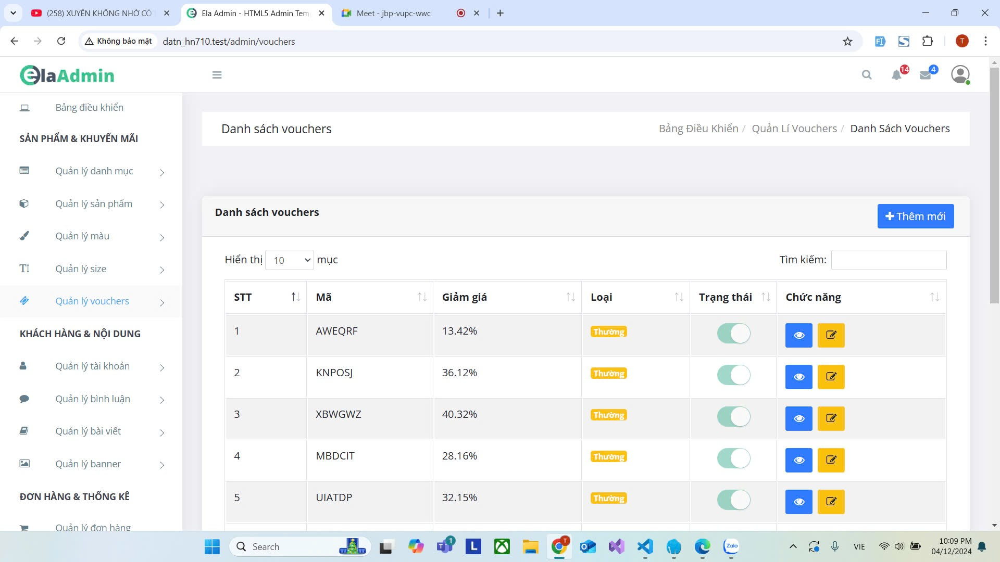 (258) XUYÊN KHÔNG NHỜ CÓ
Ela Admin - HTML5 Admin Tem
Meet - jbp-vupc-wwc
Không bảo mật
datn_hn710.test/admin/vouchers
T
elaAdmin
14
4
Bảng điều khiển
SẢN PHẨM & KHUYẾN MÃI
Quản lý danh mục
Quản lý sản phẩm
Quản lý màu
Quản lý size
Quản lý vouchers
KHÁCH HÀNG & NỘI DUNG
Quản lý tài khoản
Quản lý bình luận
Quản lý bài viết
Quản lý banner
ĐƠN HÀNG & THỐNG KÊ
Quản lý đơn hàng
Danh sách vouchers
Bảng Điều Khiển / Quản Lí Vouchers / Danh Sách Vouchers
Danh sách vouchers
Thêm mới
Hiển thị 10 mục
Tìm kiếm:
STT Mã Giảm giá Loại Trạng thái Chức năng
1 AWEQRF 13.42% Thường
2 KNPOSJ 36.12% Thường
3 XBWGWZ 40.32% Thường
4 MBDCIT 28.16% Thường
5 UIATDP 32.15% Thường
Search
1
L
T
Zalo
VIE
10:09 PM
04/12/2024